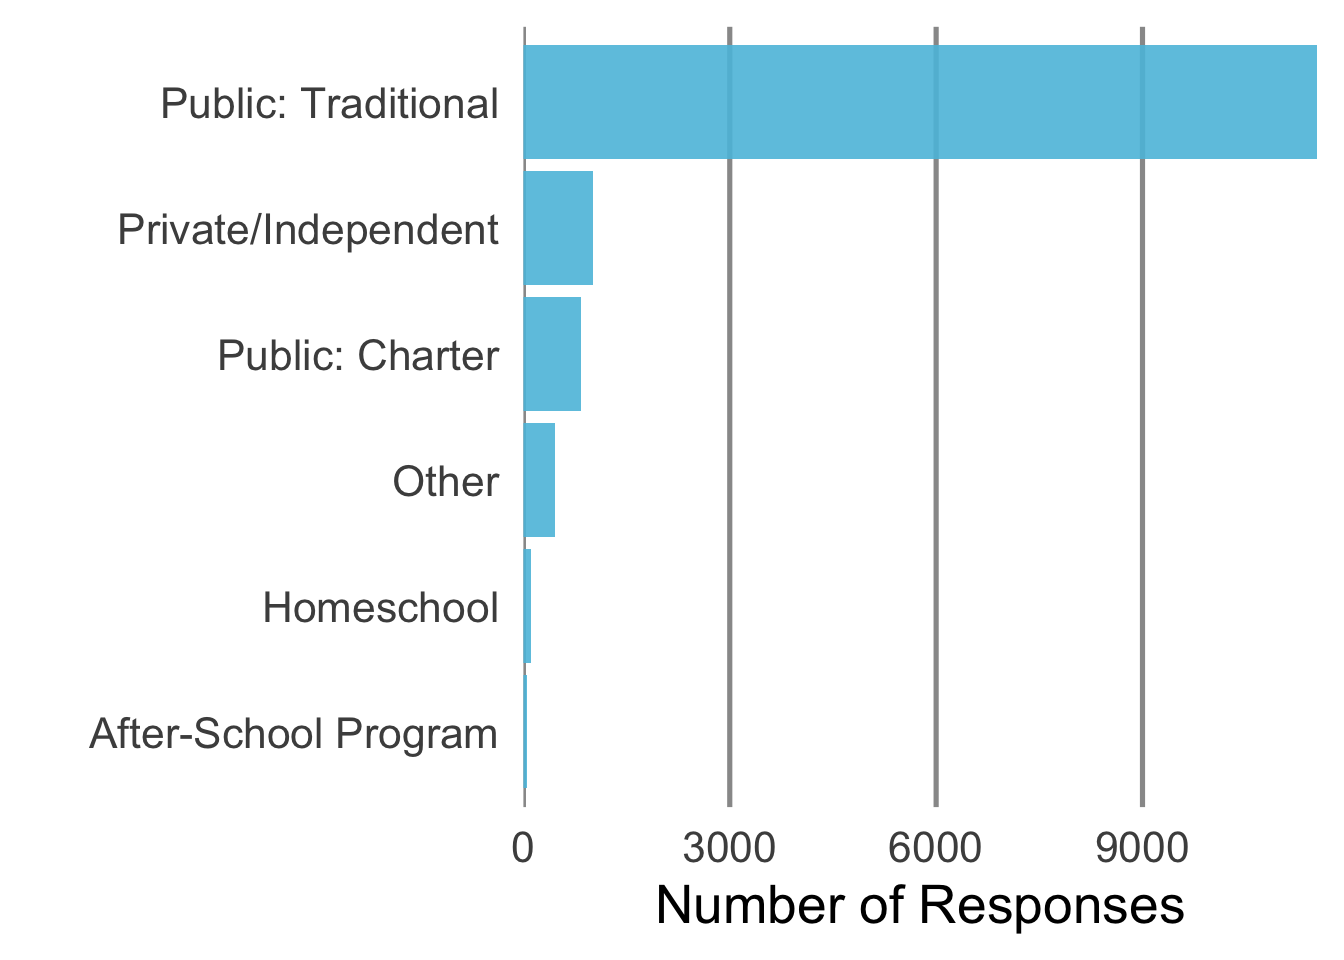 Public: Traditional
Private/Independent
Public: Charter
Other
Homeschool
After-School Program
0 3000 6000 9000
Number of Responses